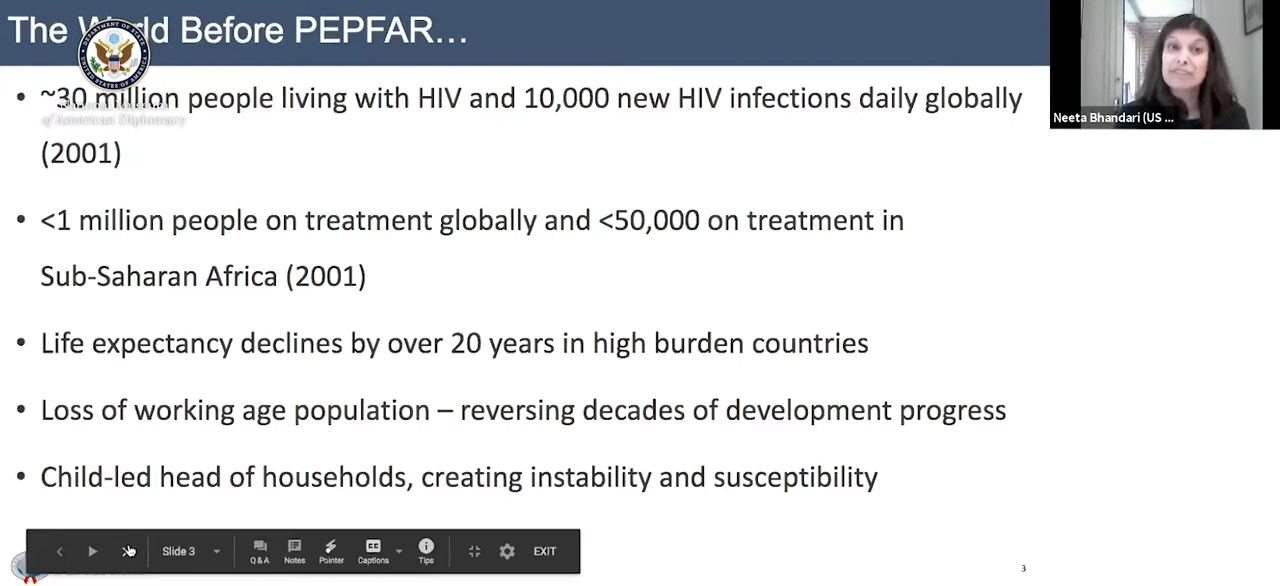 The World Before PEPFAR...
• ~30 million people living with HIV and 10,000 new HIV infections daily globally
of American Diplomacy
(2001)
• <1 million people on treatment globally and <50,000 on treatment in
Sub-Saharan Africa (2001)
• Life expectancy declines by over 20 years in high burden countries
• Loss of working age population – reversing decades of development progress
• Child-led head of households, creating instability and susceptibility
Neeta Bhandari (US ...
Slide 3
Q&A
Notes
Pointer
Captions
Tips
EXIT
3